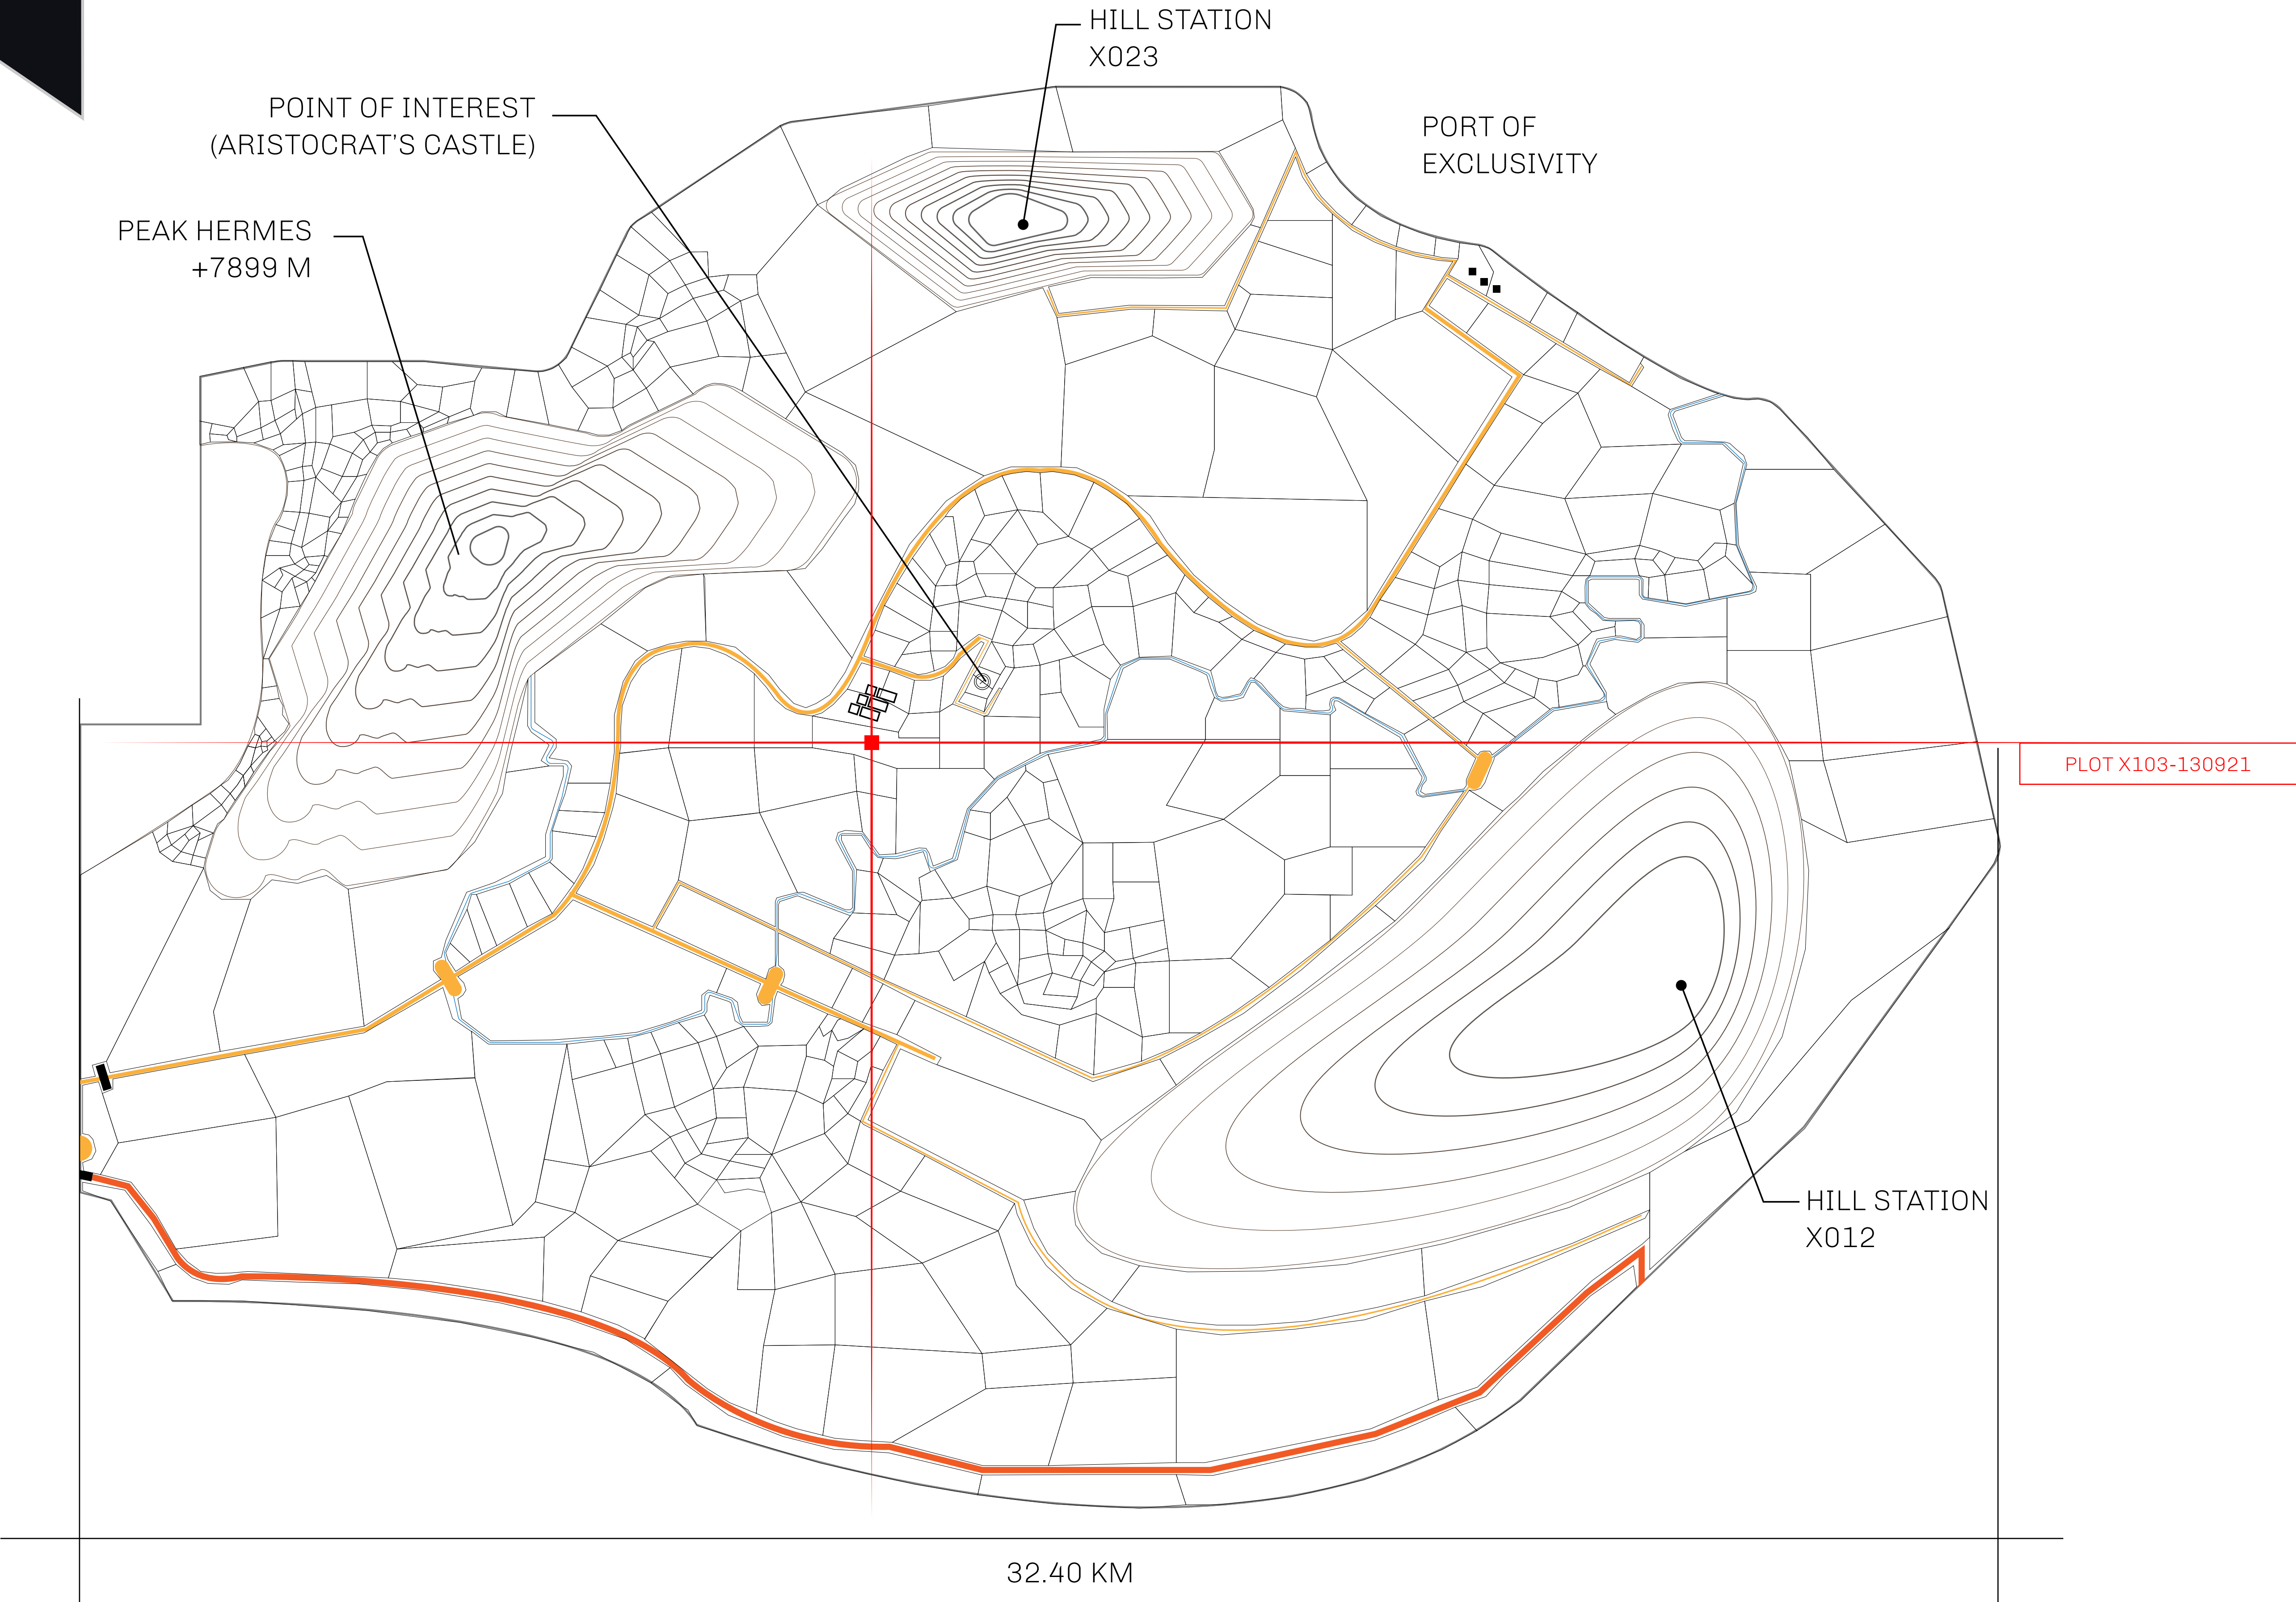 HILL STATION
X023
POINT OF INTEREST
(ARISTOCRAT'S CASTLE)
PORT OF
EXCLUSIVITY
PEAK HERMES
+7899 M
PLOT X103-130921
HILL STATION
X012
32.40 KM